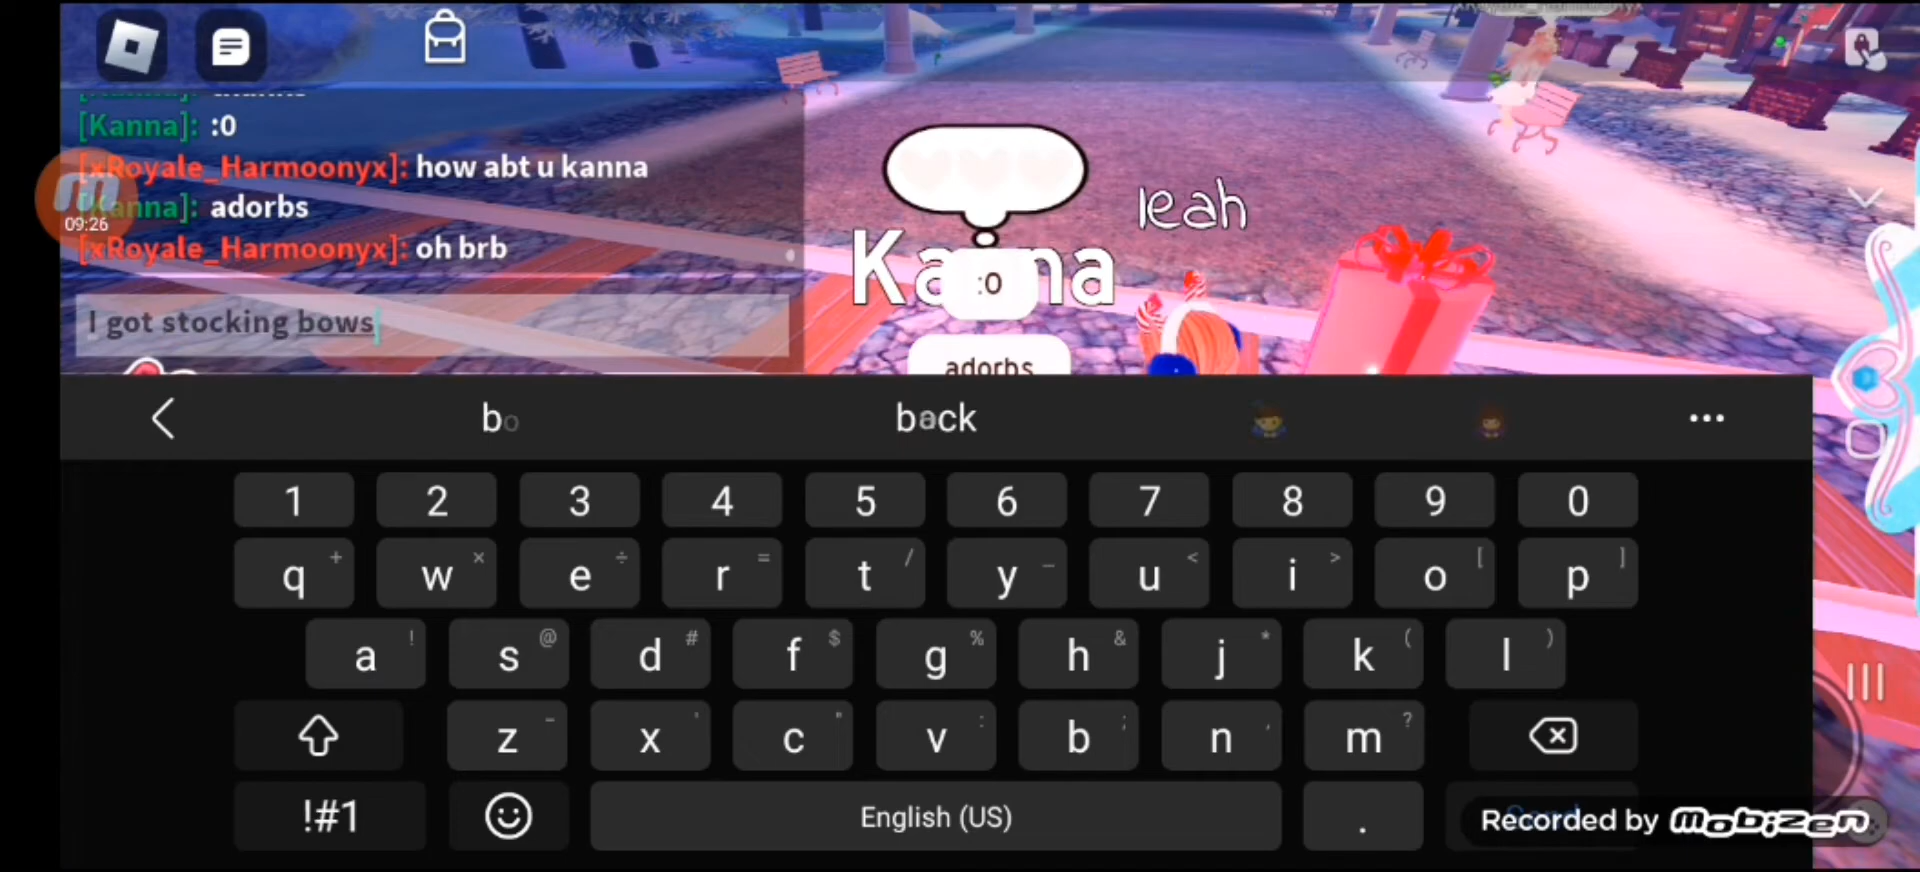 [Kanna]: :0
[xRoyale_Harmoonyx]: how abt u kanna
[Kanna]: adorbs
[xRoyale_Harmoonyx]: oh brb
09:26
I got stocking bows
leah
Kanna
:0
adorbs
bo
back
1 2 3 4 5 6 7 8 9 0
q + w × e ÷ r = t / y _ u < i > o [ p ]
a ! s @ d # f $ g % h & j * k ( l )
z - x ' c " v : b ; n , m ?
!#1 English (US) .
Recorded by mobizen